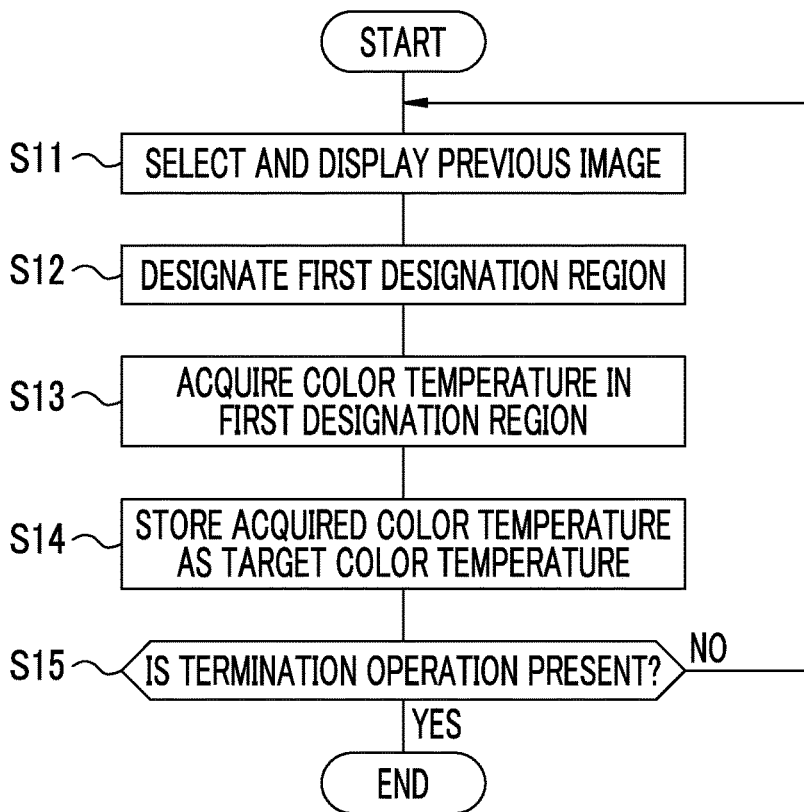 START
S11 SELECT AND DISPLAY PREVIOUS IMAGE
S12 DESIGNATE FIRST DESIGNATION REGION
S13 ACQUIRE COLOR TEMPERATURE IN
FIRST DESIGNATION REGION
S14 STORE ACQUIRED COLOR TEMPERATURE
AS TARGET COLOR TEMPERATURE
S15 IS TERMINATION OPERATION PRESENT? NO
YES
END